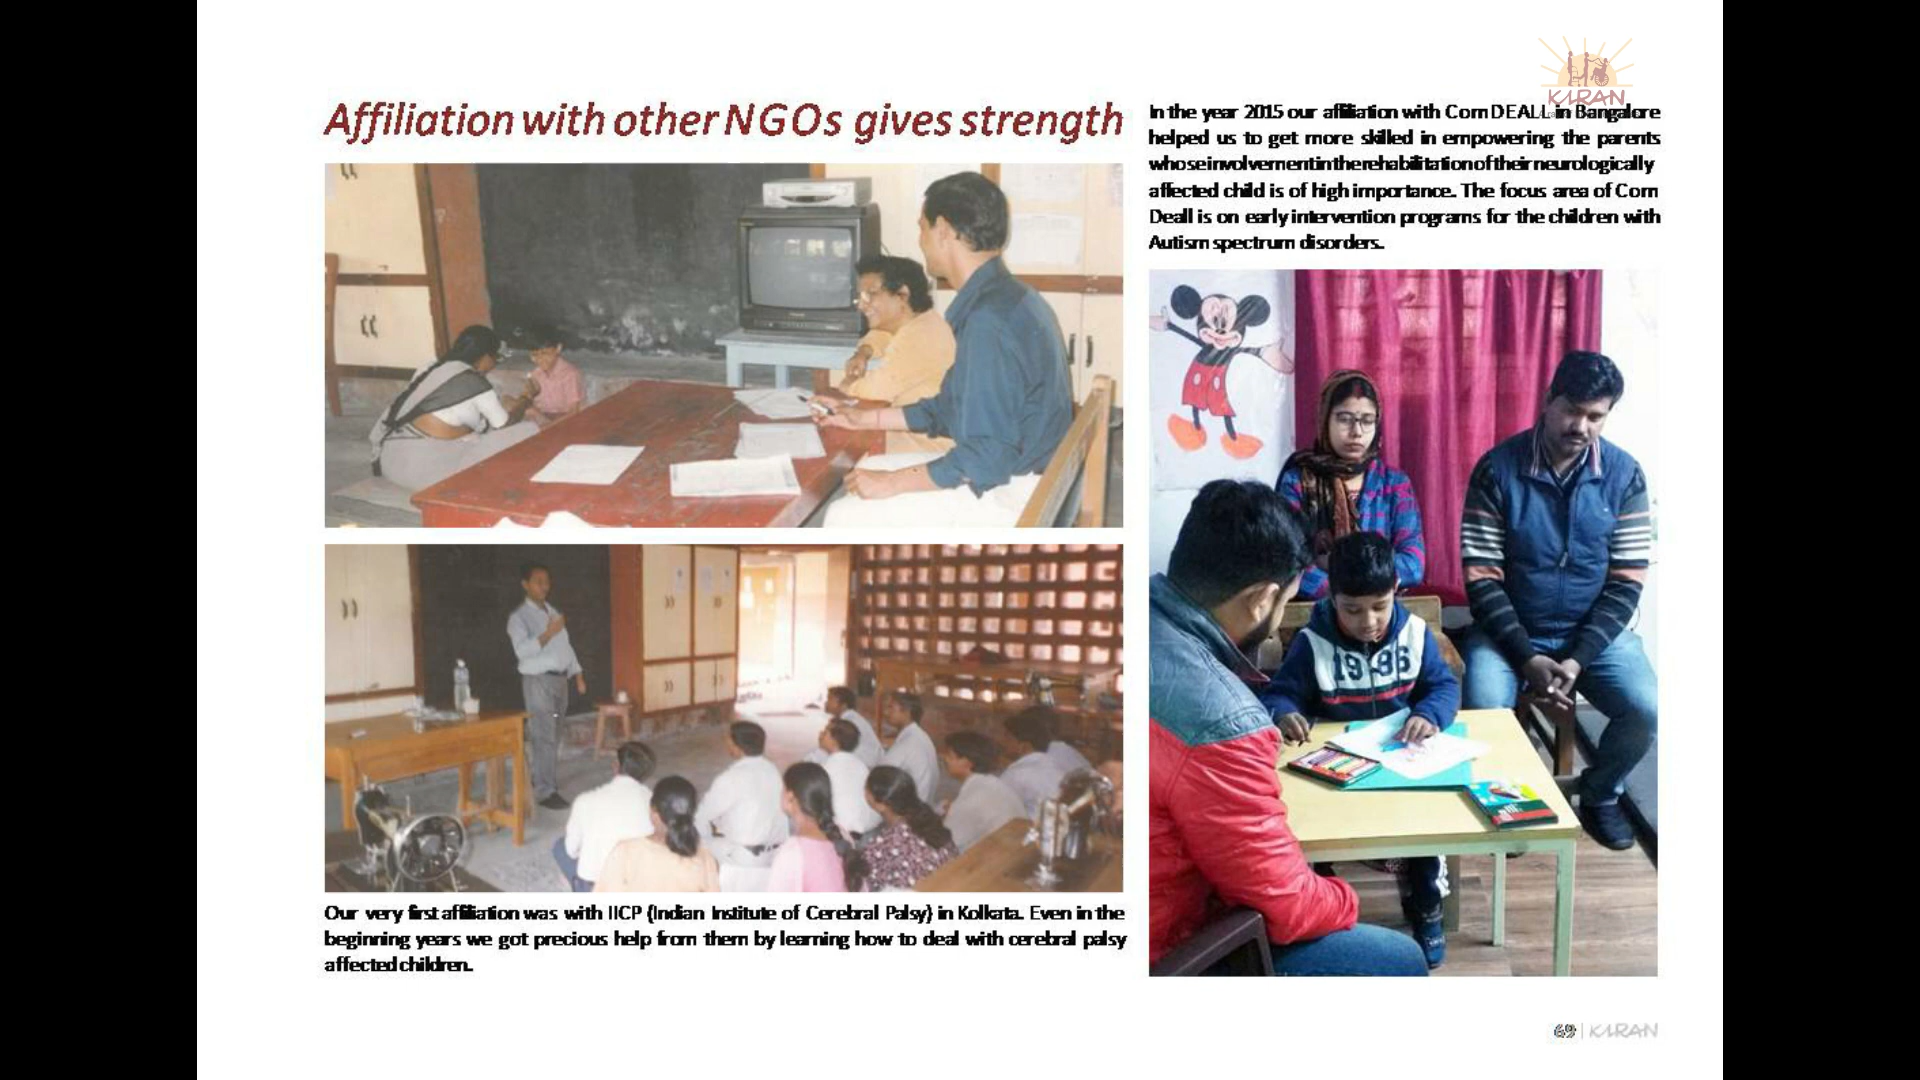 Affiliation with other NGOs gives strength
Our very first affiliation was with IICP (Indian Institute of Cerebral Palsy) in Kolkata. Even in the
beginning years we got precious help from them by learning how to deal with cerebral palsy
affected children.
KIRAN
In the year 2015 our affiliation with Com DEALL in Bangalore
helped us to get more skilled in empowering the parents
whose involvement in the rehabilitation of their neurologically
affected child is of high importance. The focus area of Com
Deall is on early intervention programs for the children with
Autism spectrum disorders.
1996
69 | KIRAN